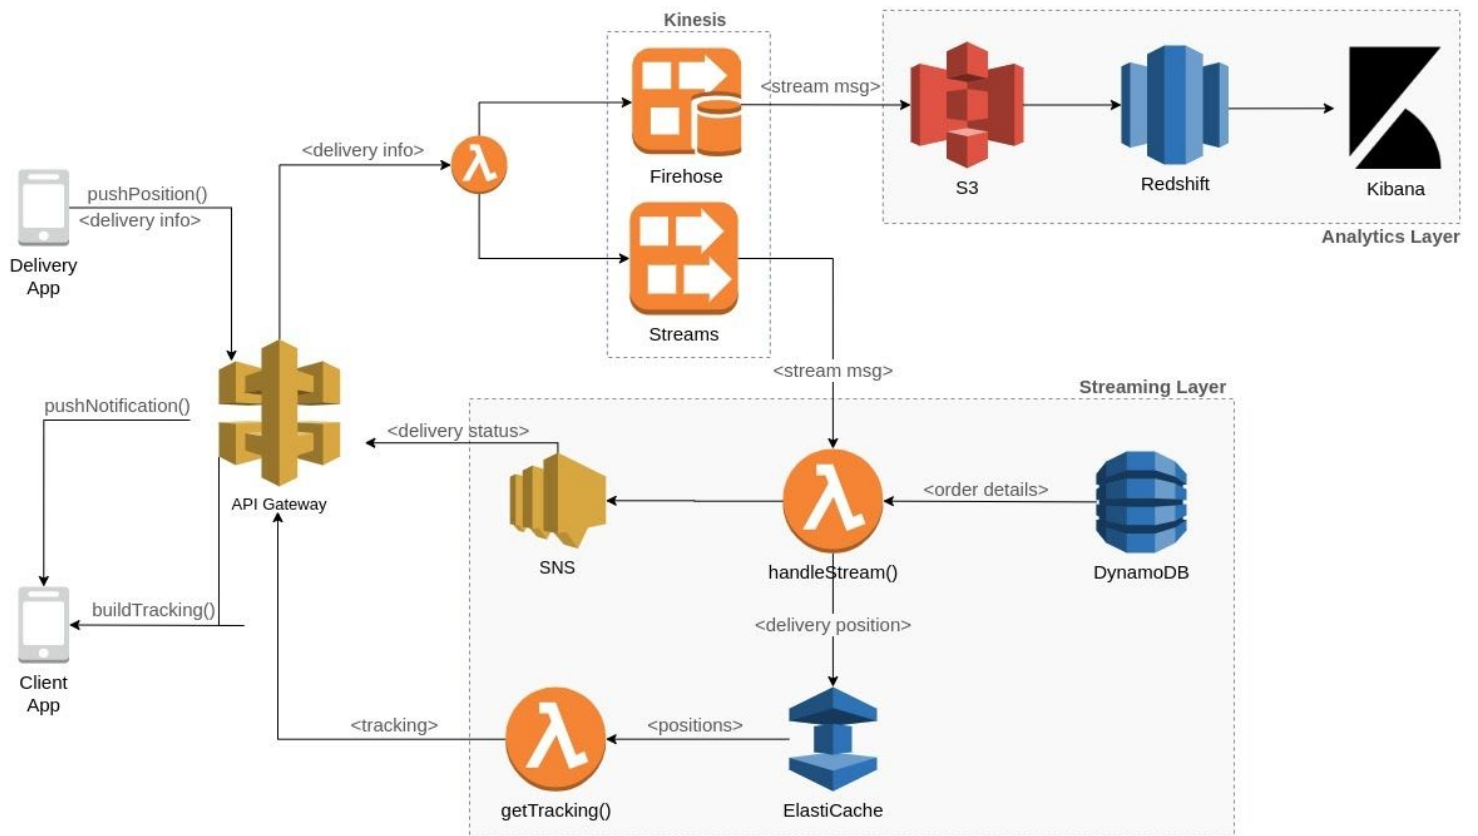 Kinesis
<stream msg>
<delivery info>
Firehose
S3
Redshift
Kibana
pushPosition()
<delivery info>
Analytics Layer
Delivery
App
Streams
<stream msg>
Streaming Layer
pushNotification()
<delivery status>
<order details>
API Gateway
SNS
handleStream()
DynamoDB
buildTracking()
<delivery position>
Client
App
<tracking>
<positions>
getTracking()
ElastiCache